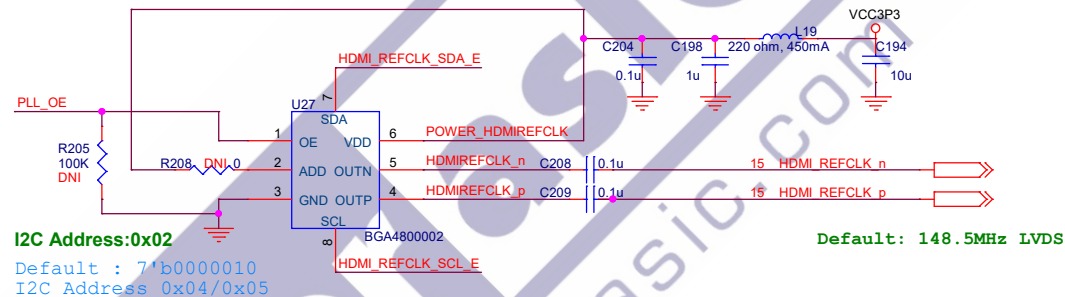 VCC3P3
L19
C204
C198
220 ohm, 450mA
C194
0.1u
1u
10u
HDMI_REFCLK_SDA_E
PLL_OE
U27
7
SDA
1
OE
VDD
6
POWER_HDMIREFCLK
R205
100K
DNI
R208
DNI
0
2
ADD
OUTN
5
HDMIREFCLK_n
C208
0.1u
15
HDMI_REFCLK_n
3
GND
OUTP
4
HDMIREFCLK_p
C209
0.1u
15
HDMI_REFCLK_p
SCL
8
BGA4800002
HDMI_REFCLK_SCL_E
I2C Address:0x02
Default: 148.5MHz LVDS
Default : 7'b0000010
I2C Address 0x04/0x05
asic.com